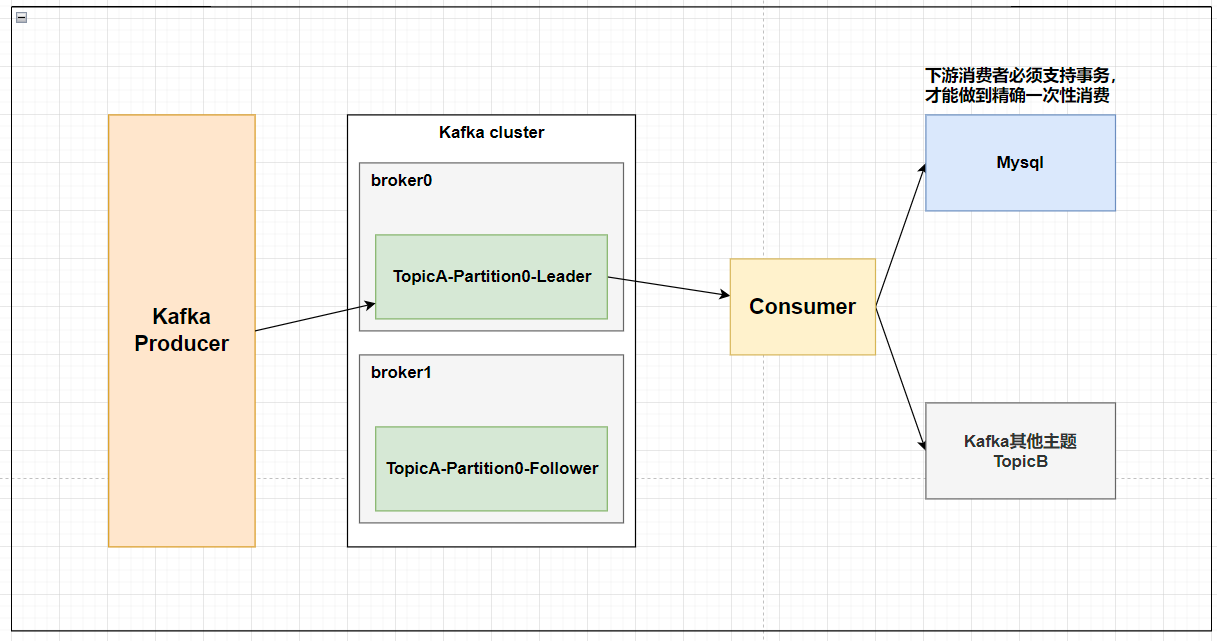 下游消费者必须支持事务，
才能做到精确一次性消费
Kafka cluster
Mysql
broker0
TopicA-Partition0-Leader
Kafka
Producer
Consumer
broker1
TopicA-Partition0-Follower
Kafka其他主题
TopicB